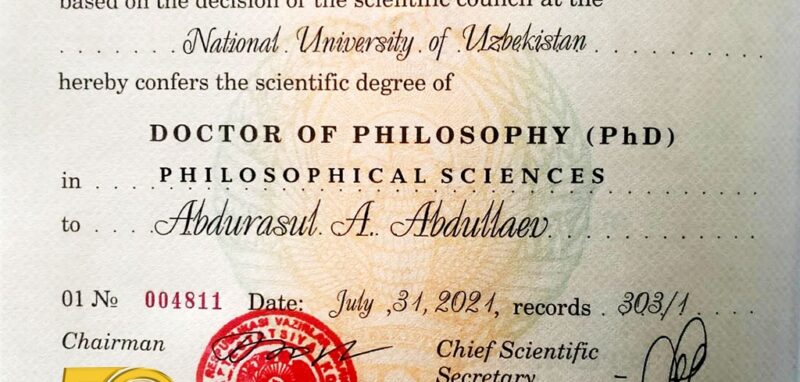 based on the decision of the scientific council at the
National University of Uzbekistan
hereby confers the scientific degree of
DOCTOR OF PHILOSOPHY (PhD)
in PHILOSOPHICAL SCIENCES
to Abdurasul A. Abdullaev
01 № 004811 Date: July, 31, 2021, records 303/1
Chairman
Chief Scientific
Secretary